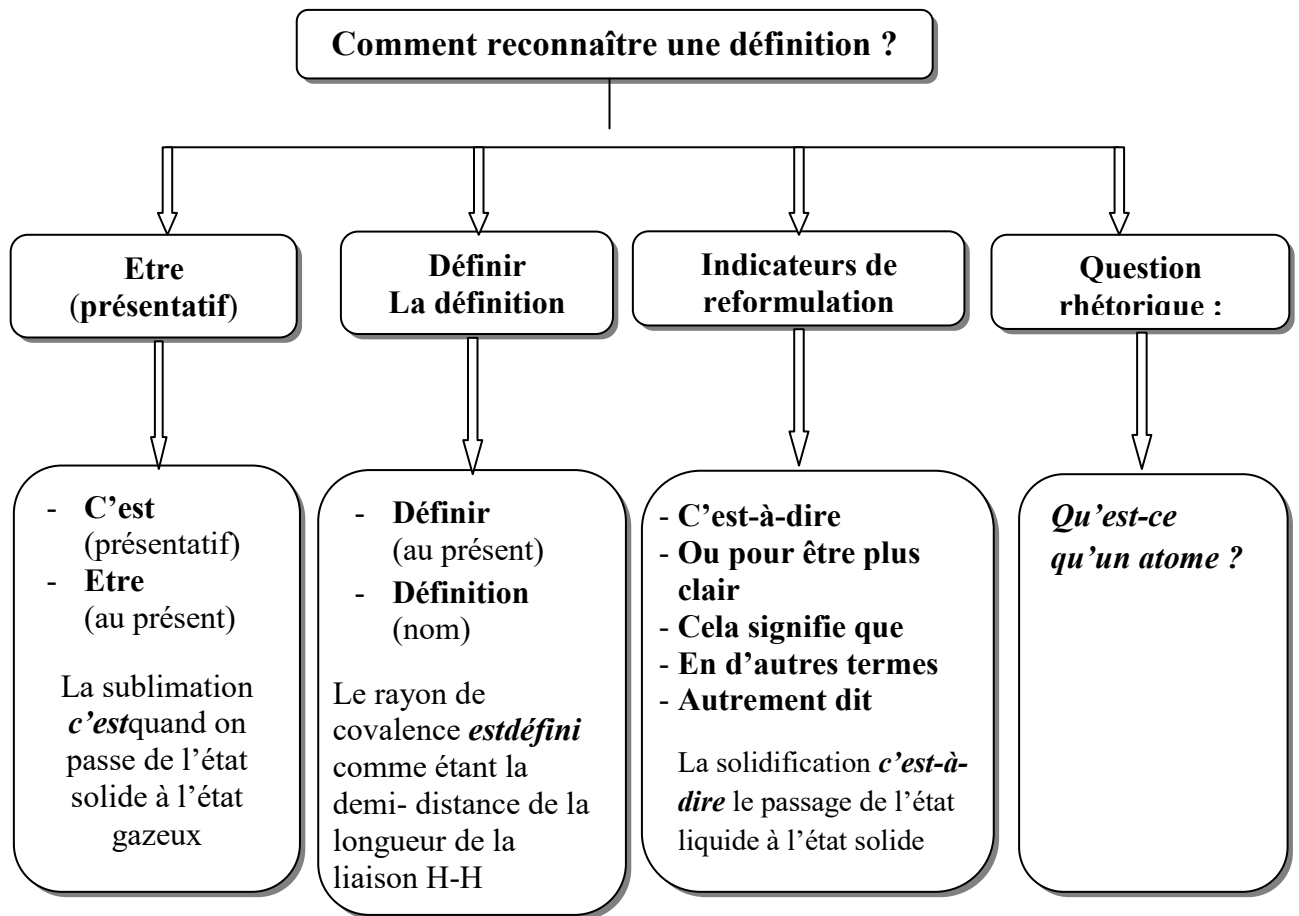 Comment reconnaître une définition ?
Etre
(présentatif)
Définir
La définition
Indicateurs de
reformulation
Question
rhétorique :
- C’est
(présentatif)
- Etre
(au présent)
La sublimation
c’estquand on
passe de l’état
solide à l’état
gazeux
- Définir
(au présent)
- Définition
(nom)
Le rayon de
covalence estdéfini
comme étant la
demi- distance de la
longueur de la
liaison H-H
- C’est-à-dire
- Ou pour être plus
clair
- Cela signifie que
- En d’autres termes
- Autrement dit
La solidification c’est-à-
dire le passage de l’état
liquide à l’état solide
Qu’est-ce
qu’un atome ?